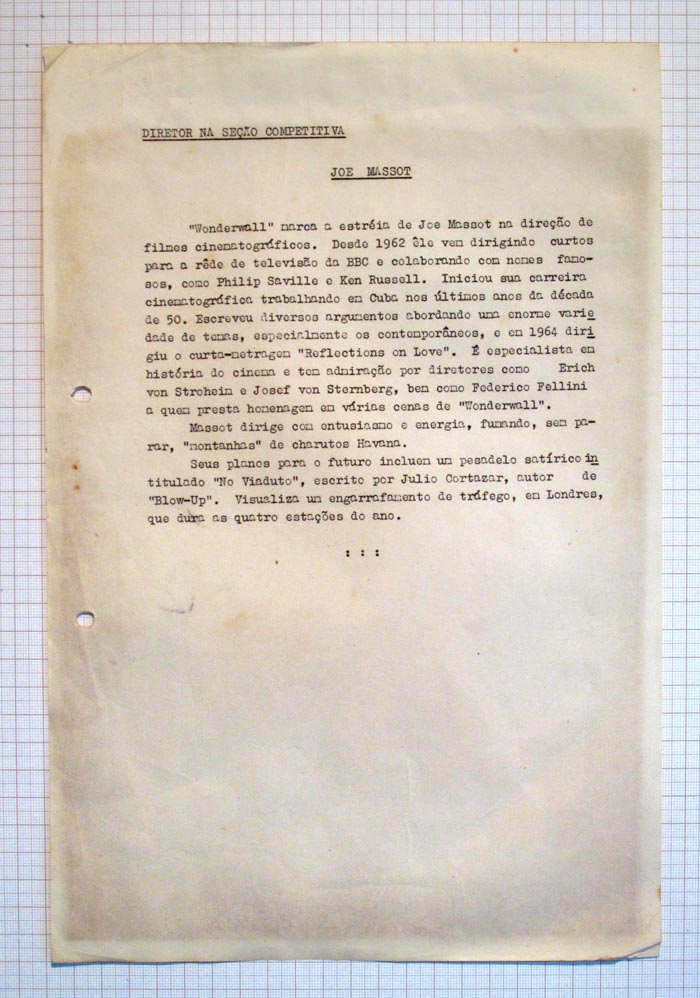 DIRETOR NA SEÇÃO COMPETITIVA
JOE MASSOT
"Wonderwall" marca a estréia de Joe Massot na direção de
filmes cinematográficos. Desde 1962 êle vem dirigindo curtos
para a rêde de televisão da BBC e colaborando com nomes famo-
sos, como Philip Saville e Ken Russell. Iniciou sua carreira
cinematográfica trabalhando em Cuba nos últimos anos da década
de 50. Escreveu diversos argumentos abordando uma enorme varie
dade de temas, especialmente os contemporâneos, e em 1964 diri
giu o curta-metragem "Reflections on Love". É especialista em
história do cinema e tem admiração por diretores como Erich
von Stroheim e Josef von Sternberg, bem como Federico Fellini
a quem presta homenagem em várias cenas de "Wonderwall".
Massot dirige com entusiasmo e energia, fumando, sem pa-
rar, "montanhas" de charutos Havana.
Seus planos para o futuro incluem um pesadelo satírico in
titulado "No Viaduto", escrito por Julio Cortazar, autor de
"Blow-Up". Visualiza um engarrafamento de tráfego, em Londres,
que dura as quatro estações do ano.
: : :